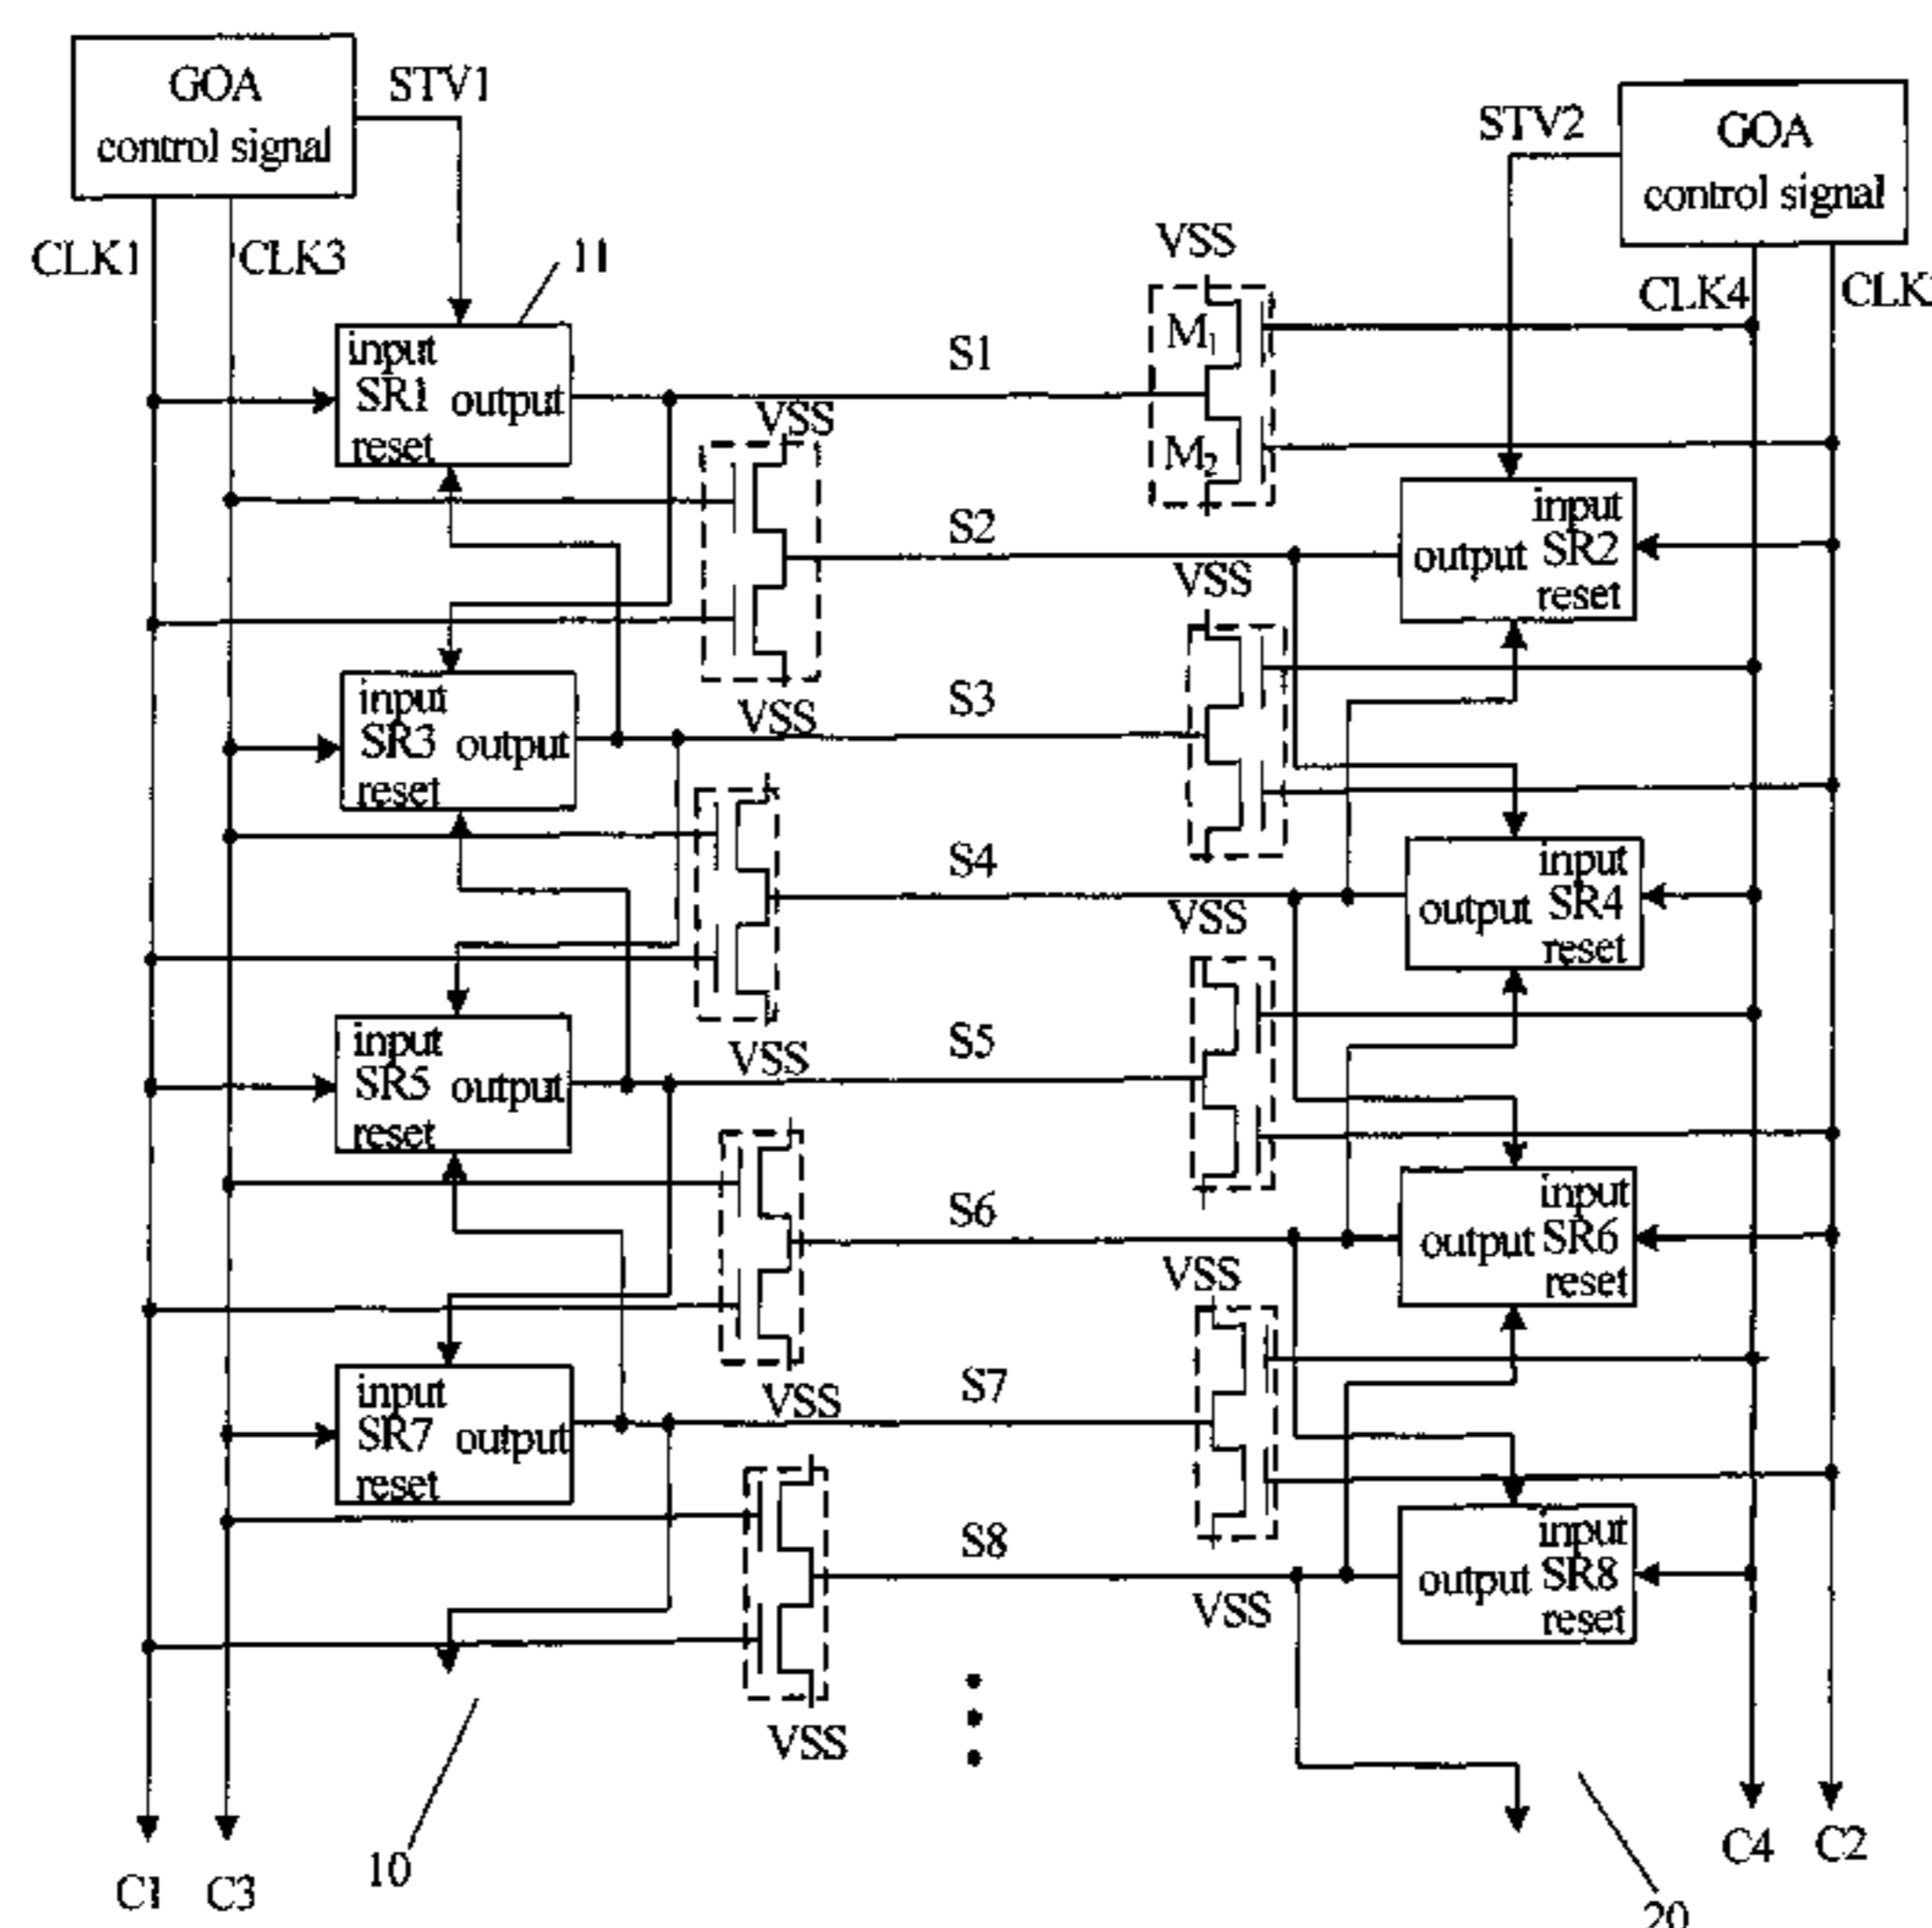 GOA
control signal
STV1
STV2
GOA
control signal
CLK1
CLK3
11
VSS
CLK4
CLK
input
SR1
output
reset
S1
M1
M2
VSS
S2
input
SR2
output
reset
VSS
input
SR3
output
reset
VSS
S3
S4
input
SR4
output
reset
VSS
input
SR5
output
reset
VSS
S5
S6
input
SR6
output
reset
VSS
input
SR7
output
reset
VSS
S7
S8
input
SR8
output
reset
VSS
VSS
C1
C3
10
C4
C2
20